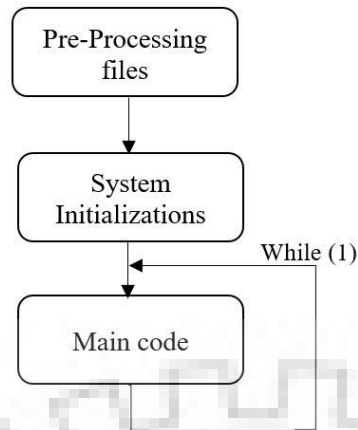 Pre-Processing
files
System
Initializations
While (1)
Main code